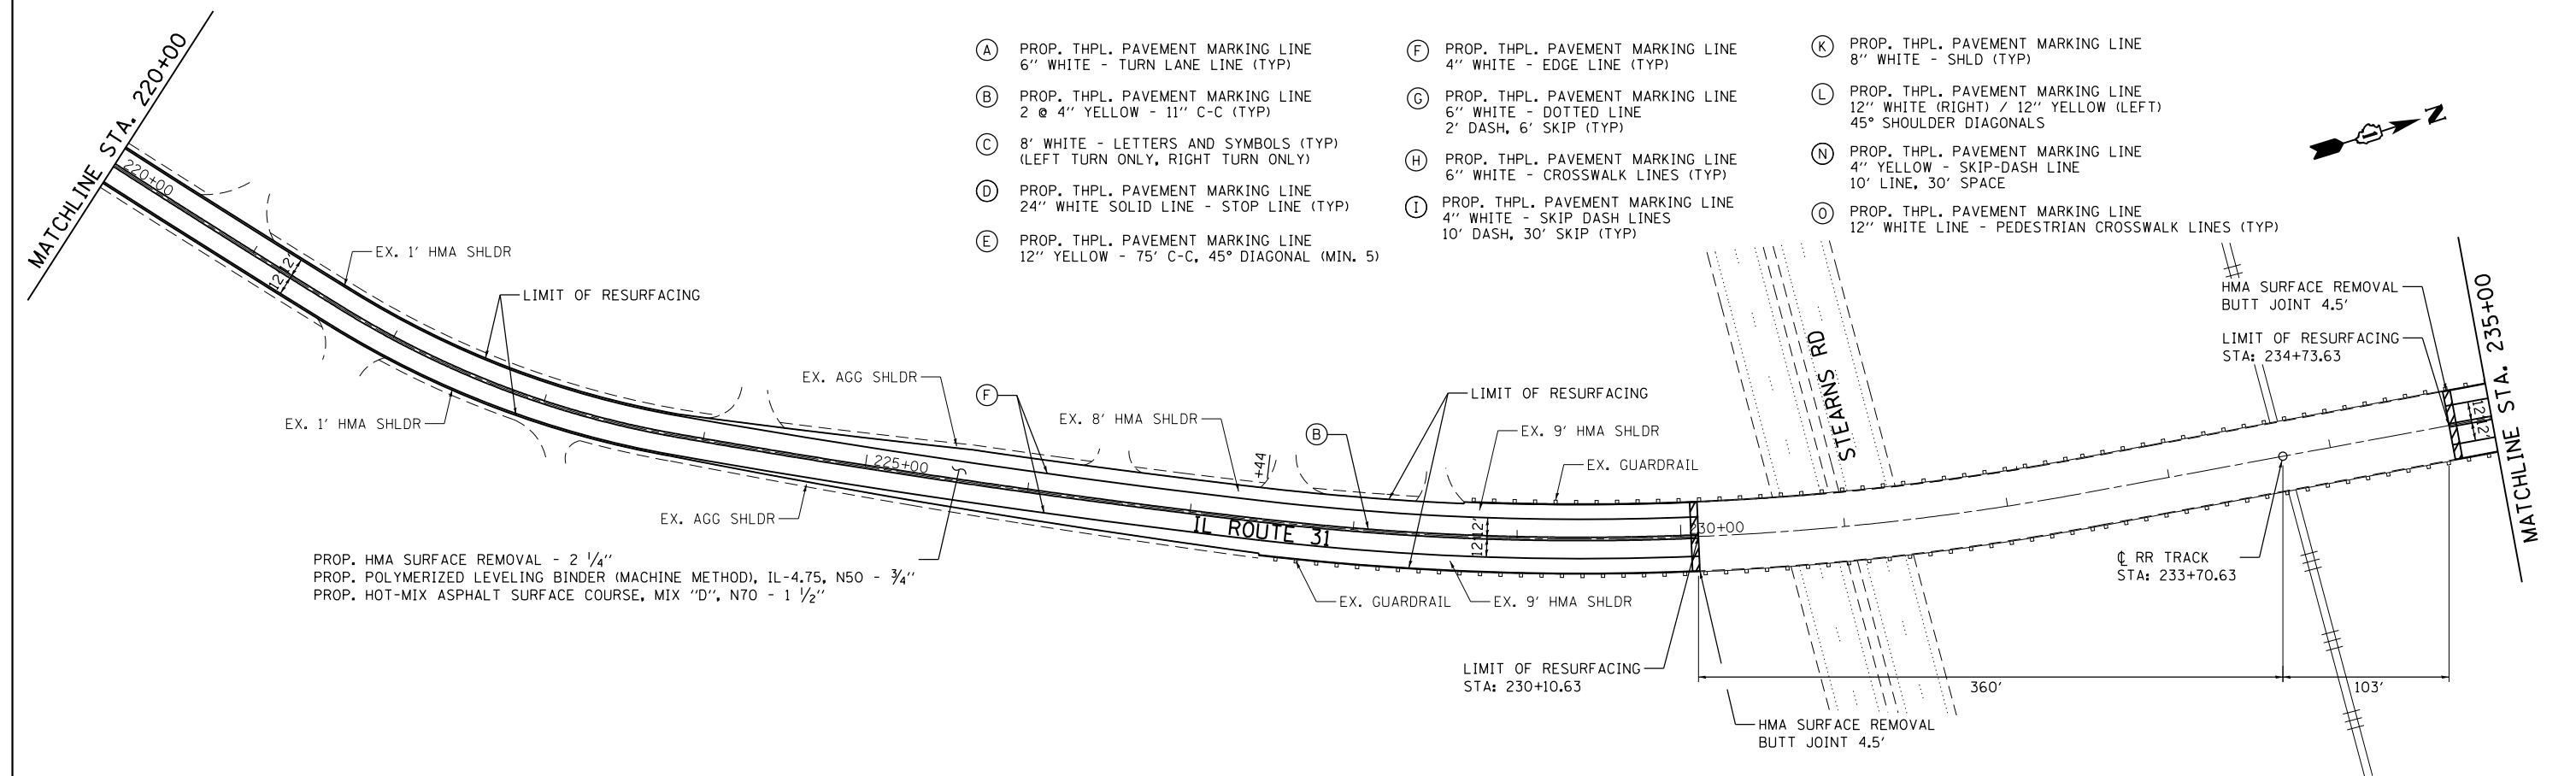 A PROP. THPL. PAVEMENT MARKING LINE
6" WHITE - TURN LANE LINE (TYP)
B PROP. THPL. PAVEMENT MARKING LINE
2 @ 4" YELLOW - 11" C-C (TYP)
C 8' WHITE - LETTERS AND SYMBOLS (TYP)
(LEFT TURN ONLY, RIGHT TURN ONLY)
D PROP. THPL. PAVEMENT MARKING LINE
24" WHITE SOLID LINE - STOP LINE (TYP)
E PROP. THPL. PAVEMENT MARKING LINE
12" YELLOW - 75' C-C, 45° DIAGONAL (MIN. 5)
F PROP. THPL. PAVEMENT MARKING LINE
4" WHITE - EDGE LINE (TYP)
G PROP. THPL. PAVEMENT MARKING LINE
6" WHITE - DOTTED LINE
2' DASH, 6' SKIP (TYP)
H PROP. THPL. PAVEMENT MARKING LINE
6" WHITE - CROSSWALK LINES (TYP)
I PROP. THPL. PAVEMENT MARKING LINE
4" WHITE - SKIP DASH LINES
10' DASH, 30' SKIP (TYP)
K PROP. THPL. PAVEMENT MARKING LINE
8" WHITE - SHLD (TYP)
L PROP. THPL. PAVEMENT MARKING LINE
12" WHITE (RIGHT) / 12" YELLOW (LEFT)
45° SHOULDER DIAGONALS
N PROP. THPL. PAVEMENT MARKING LINE
4" YELLOW - SKIP-DASH LINE
10' LINE, 30' SPACE
O PROP. THPL. PAVEMENT MARKING LINE
12" WHITE LINE - PEDESTRIAN CROSSWALK LINES (TYP)
N
MATCHLINE STA. 220+00
220+00
12'
12'
EX. 1' HMA SHLDR
LIMIT OF RESURFACING
EX. 1' HMA SHLDR
EX. AGG SHLDR
F
225+00
EX. AGG SHLDR
PROP. HMA SURFACE REMOVAL - 2 1/4"
PROP. POLYMERIZED LEVELING BINDER (MACHINE METHOD), IL-4.75, N50 - 3/4"
PROP. HOT-MIX ASPHALT SURFACE COURSE, MIX "D", N70 - 1 1/2"
EX. 8' HMA SHLDR
B
+44
IL ROUTE 31
LIMIT OF RESURFACING
EX. 9' HMA SHLDR
EX. GUARDRAIL
12'
12'
EX. GUARDRAIL
EX. 9' HMA SHLDR
230+00
LIMIT OF RESURFACING
STA: 230+10.63
HMA SURFACE REMOVAL
BUTT JOINT 4.5'
STEARNS RD
360'
103'
℄ RR TRACK
STA: 233+70.63
HMA SURFACE REMOVAL
BUTT JOINT 4.5'
LIMIT OF RESURFACING
STA: 234+73.63
12'
12'
MATCHLINE STA. 235+00